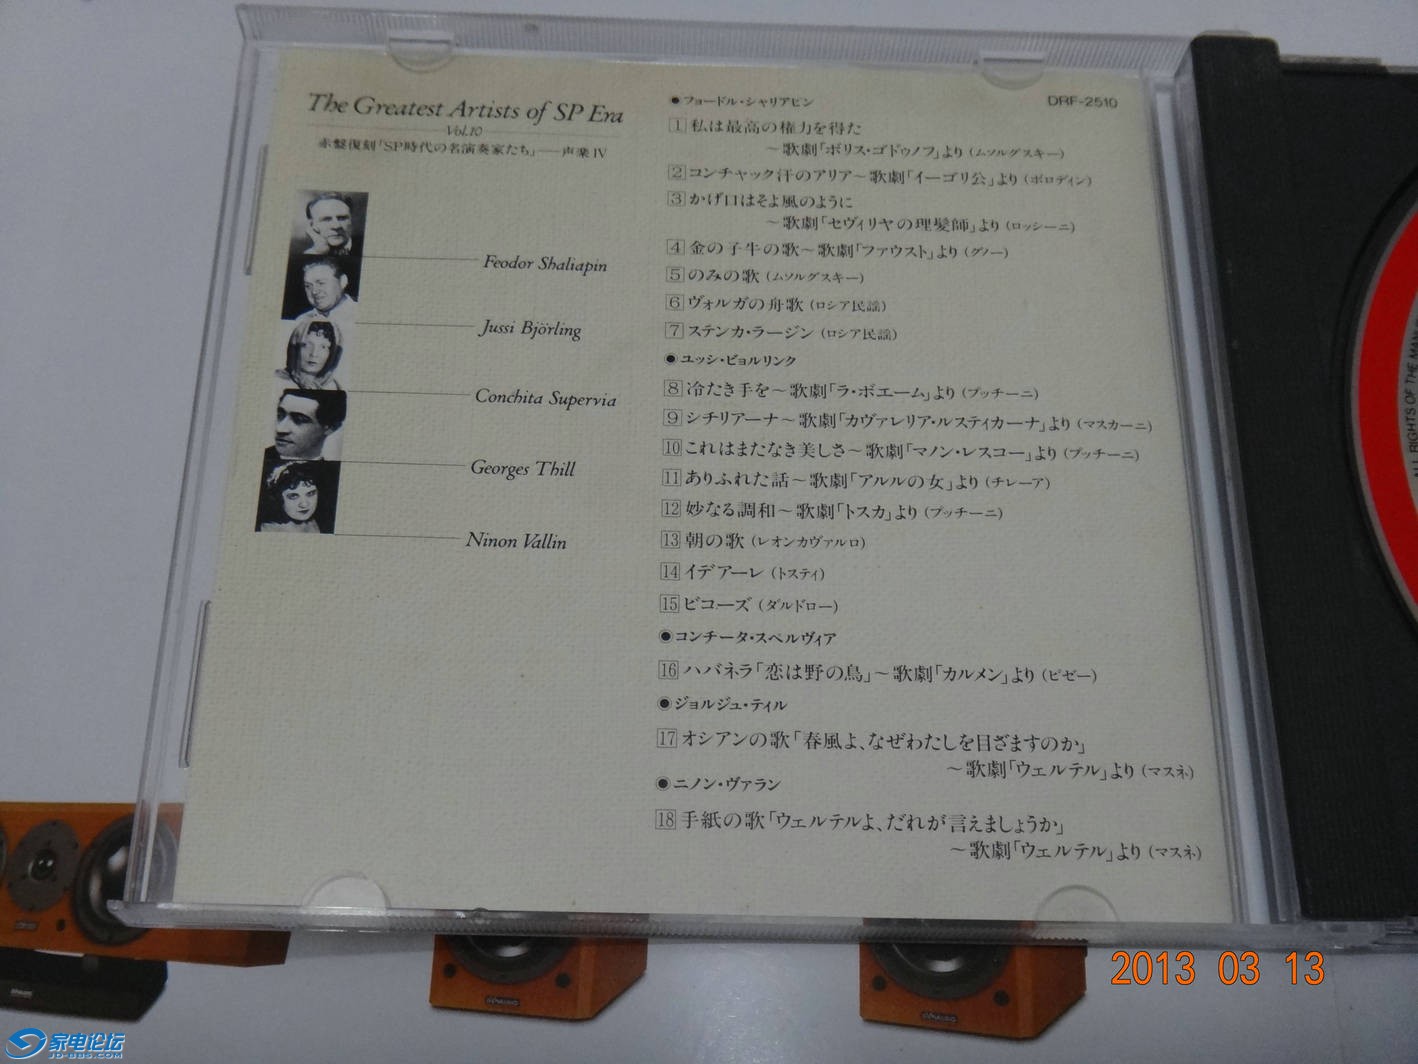 The Greatest Artists of SP Era
Vol.10
赤盤復刻「SP時代の名演奏家たち」──声楽 IV
Feodor Shaliapin
Jussi Björling
Conchita Supervia
Georges Thill
Ninon Vallin
DRF-2510
●フョードル・シャリアピン
1 私は最高の権力を得た
～歌劇「ボリス・ゴドゥノフ」より（ムソルグスキー）
2 コンチャック汗のアリア～歌劇「イーゴリ公」より（ボロディン）
3 かげ口はそよ風のように
～歌劇「セヴィリヤの理髪師」より（ロッシーニ）
4 金の子牛の歌～歌劇「ファウスト」より（グノー）
5 のみの歌（ムソルグスキー）
6 ヴォルガの舟歌（ロシア民謡）
7 ステンカ・ラージン（ロシア民謡）
●ユッシ・ビョルリンク
8 冷たき手を～歌劇「ラ・ボエーム」より（プッチーニ）
9 シチリアーナ～歌劇「カヴァレリア・ルスティカーナ」より（マスカーニ）
10 これはまたなき美しさ～歌劇「マノン・レスコー」より（プッチーニ）
11 ありふれた話～歌劇「アルルの女」より（チレーア）
12 妙なる調和～歌劇「トスカ」より（プッチーニ）
13 朝の歌（レオンカヴァルロ）
14 イデアーレ（トスティ）
15 ビコーズ（ダルドロー）
●コンチータ・スペルヴィア
16 ハバネラ「恋は野の鳥」～歌劇「カルメン」より（ビゼー）
●ジョルジュ・ティル
17 オシアンの歌「春風よ、なぜわたしを目ざますのか」
～歌劇「ウェルテル」より（マスネ）
●ニノン・ヴァラン
18 手紙の歌「ウェルテルよ、だれが言えましょうか」
～歌劇「ウェルテル」より（マスネ）
ALL RIGHTS OF THE MAN
2013 03 13
家电论坛
JD-BBS.COM